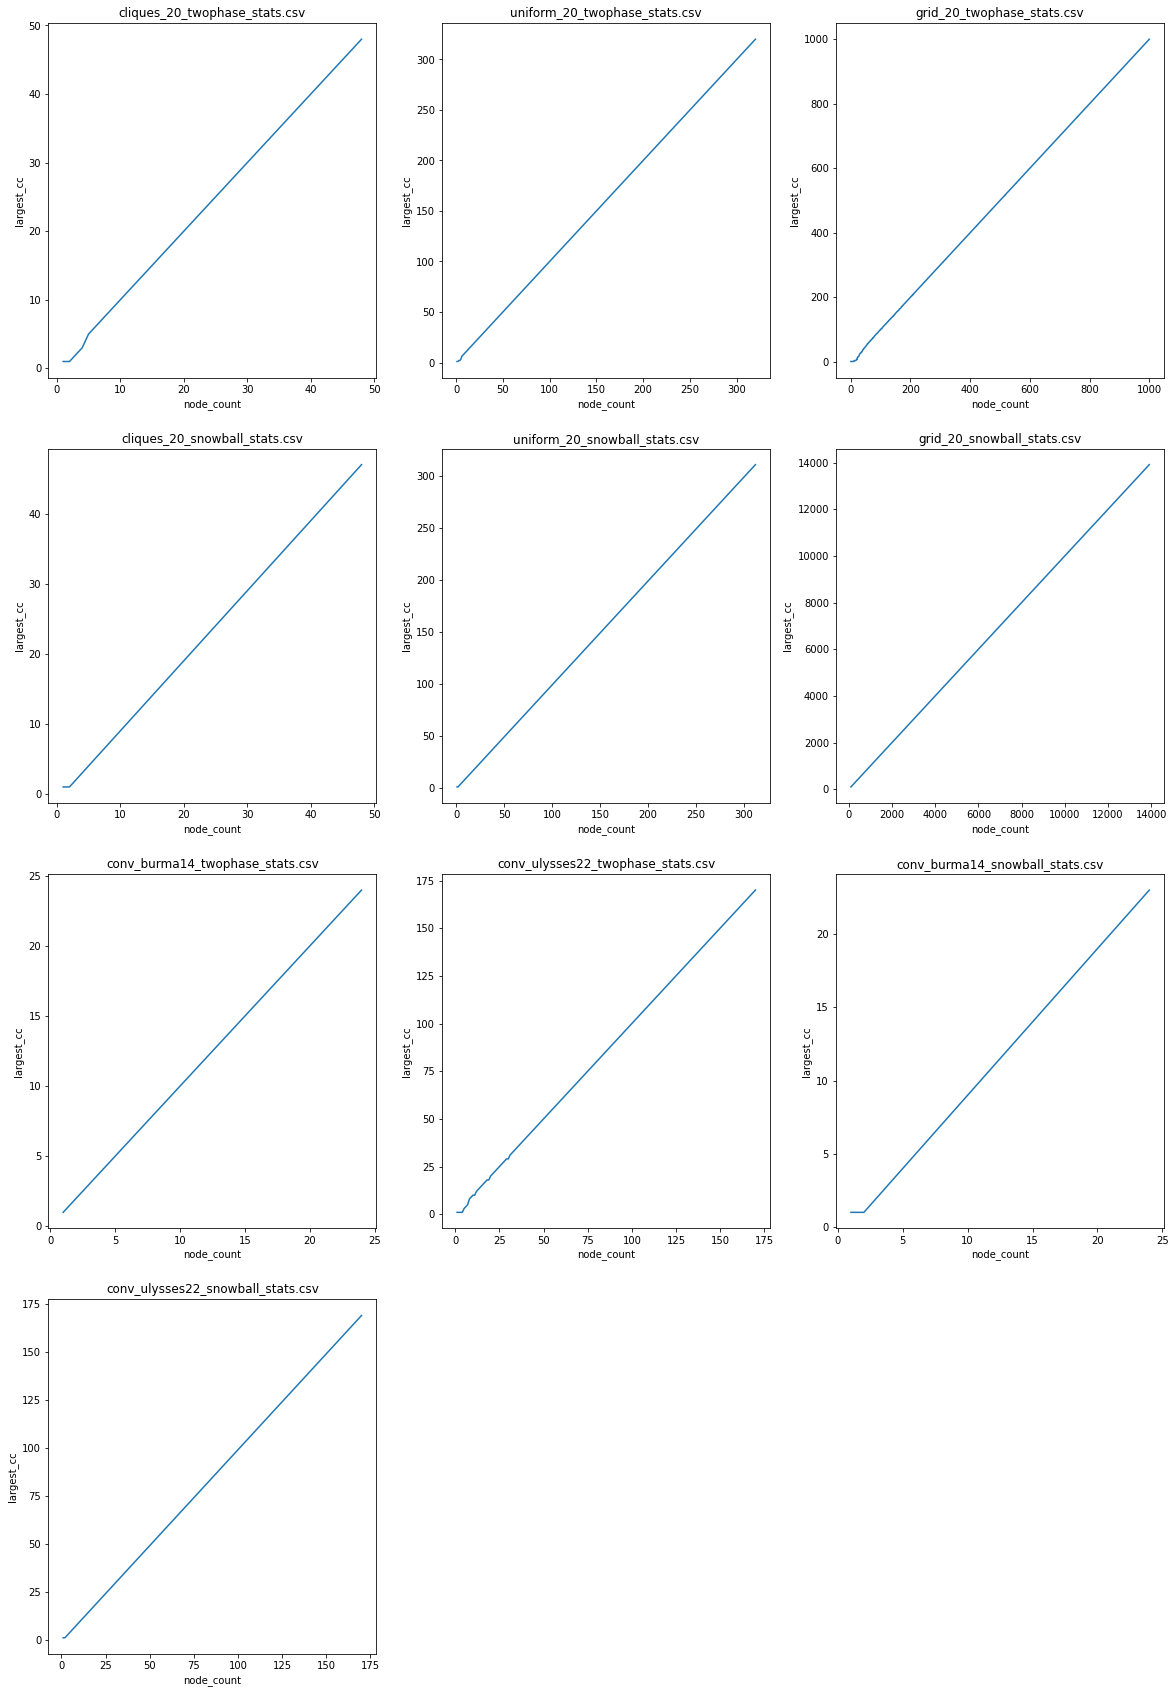 cliques_20_twophase_stats.csv
largest_cc
50
40
30
20
10
0
0 10 20 30 40 50
node_count
uniform_20_twophase_stats.csv
largest_cc
300
250
200
150
100
50
0
0 50 100 150 200 250 300
node_count
grid_20_twophase_stats.csv
largest_cc
1000
800
600
400
200
0
0 200 400 600 800 1000
node_count
cliques_20_snowball_stats.csv
largest_cc
40
30
20
10
0
0 10 20 30 40 50
node_count
uniform_20_snowball_stats.csv
largest_cc
300
250
200
150
100
50
0
0 50 100 150 200 250 300
node_count
grid_20_snowball_stats.csv
largest_cc
14000
12000
10000
8000
6000
4000
2000
0
0 2000 4000 6000 8000 10000 12000 14000
node_count
conv_burma14_twophase_stats.csv
largest_cc
25
20
15
10
5
0
0 5 10 15 20 25
node_count
conv_ulysses22_twophase_stats.csv
largest_cc
175
150
125
100
75
50
25
0
0 25 50 75 100 125 150 175
node_count
conv_burma14_snowball_stats.csv
largest_cc
20
15
10
5
0
0 5 10 15 20 25
node_count
conv_ulysses22_snowball_stats.csv
largest_cc
175
150
125
100
75
50
25
0
0 25 50 75 100 125 150 175
node_count